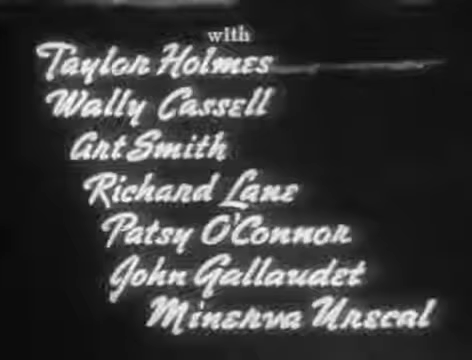 with
Taylor Holmes
Wally Cassell
Art Smith
Richard Lane
Patsy O'Connor
John Gallaudet
Minerva Urecal